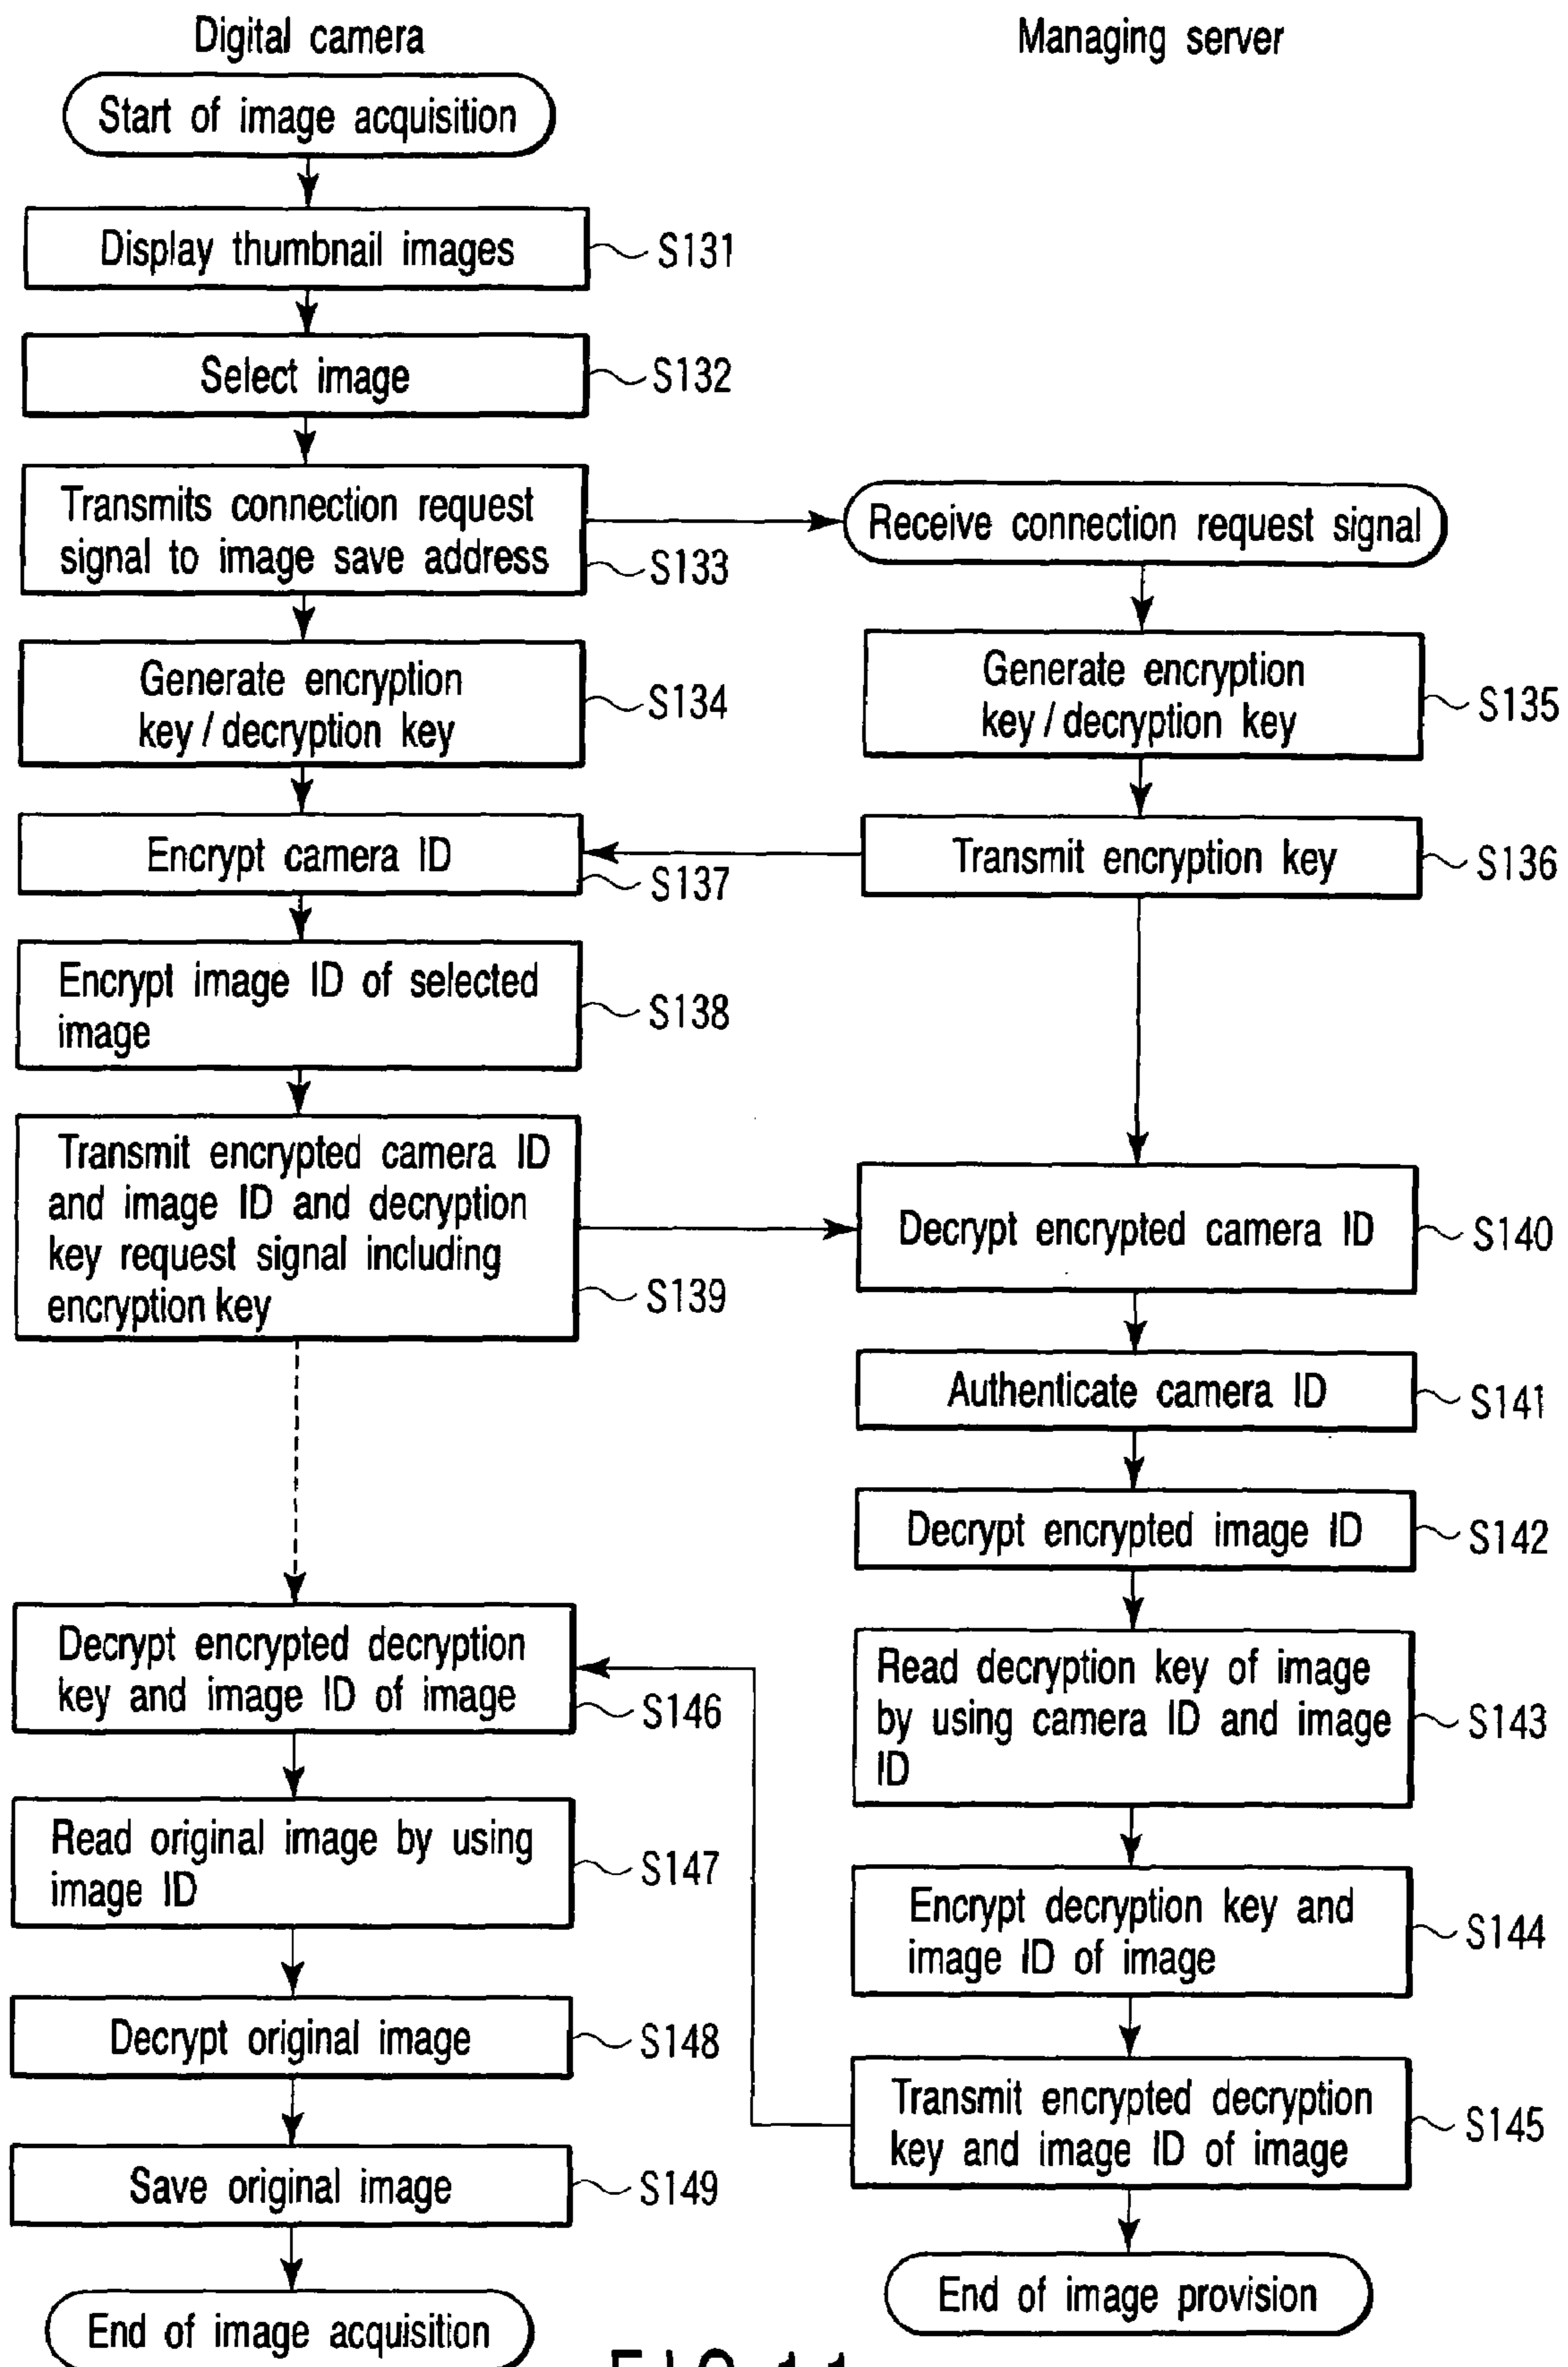 Digital camera
Managing server
Start of image acquisition
Display thumbnail images
S131
Select image
S132
Transmits connection request
signal to image save address
S133
Receive connection request signal
Generate encryption
key / decryption key
S134
Generate encryption
key / decryption key
S135
Encrypt camera ID
S137
Transmit encryption key
S136
Encrypt image ID of selected
image
S138
Transmit encrypted camera ID
and image ID and decryption
key request signal including
encryption key
S139
Decrypt encrypted camera ID
S140
Authenticate camera ID
S141
Decrypt encrypted image ID
S142
Decrypt encrypted decryption
key and image ID of image
S146
Read decryption key of image
by using camera ID and image
ID
S143
Read original image by using
image ID
S147
Encrypt decryption key and
image ID of image
S144
Decrypt original image
S148
Transmit encrypted decryption
key and image ID of image
S145
Save original image
S149
End of image provision
End of image acquisition
FIG.11